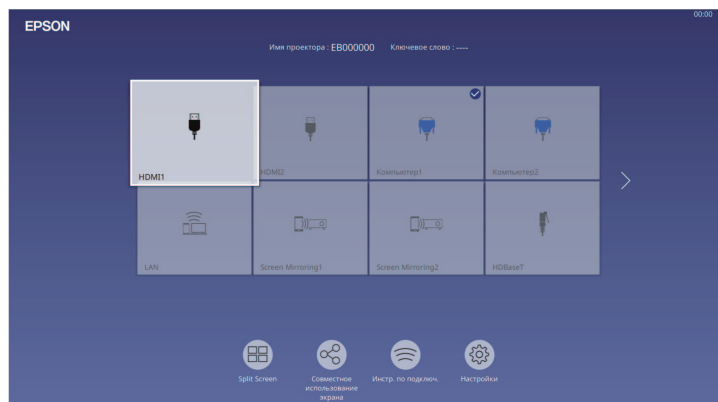 00:00
EPSON
Имя проектора : EB000000 Ключевое слово : ----
HDMI1
HDMI2
Компьютер1
Компьютер2
LAN
Screen Mirroring1
Screen Mirroring2
HDBaseT
Split Screen
Совместное
использование
экрана
Инстр. по подключ.
Настройки